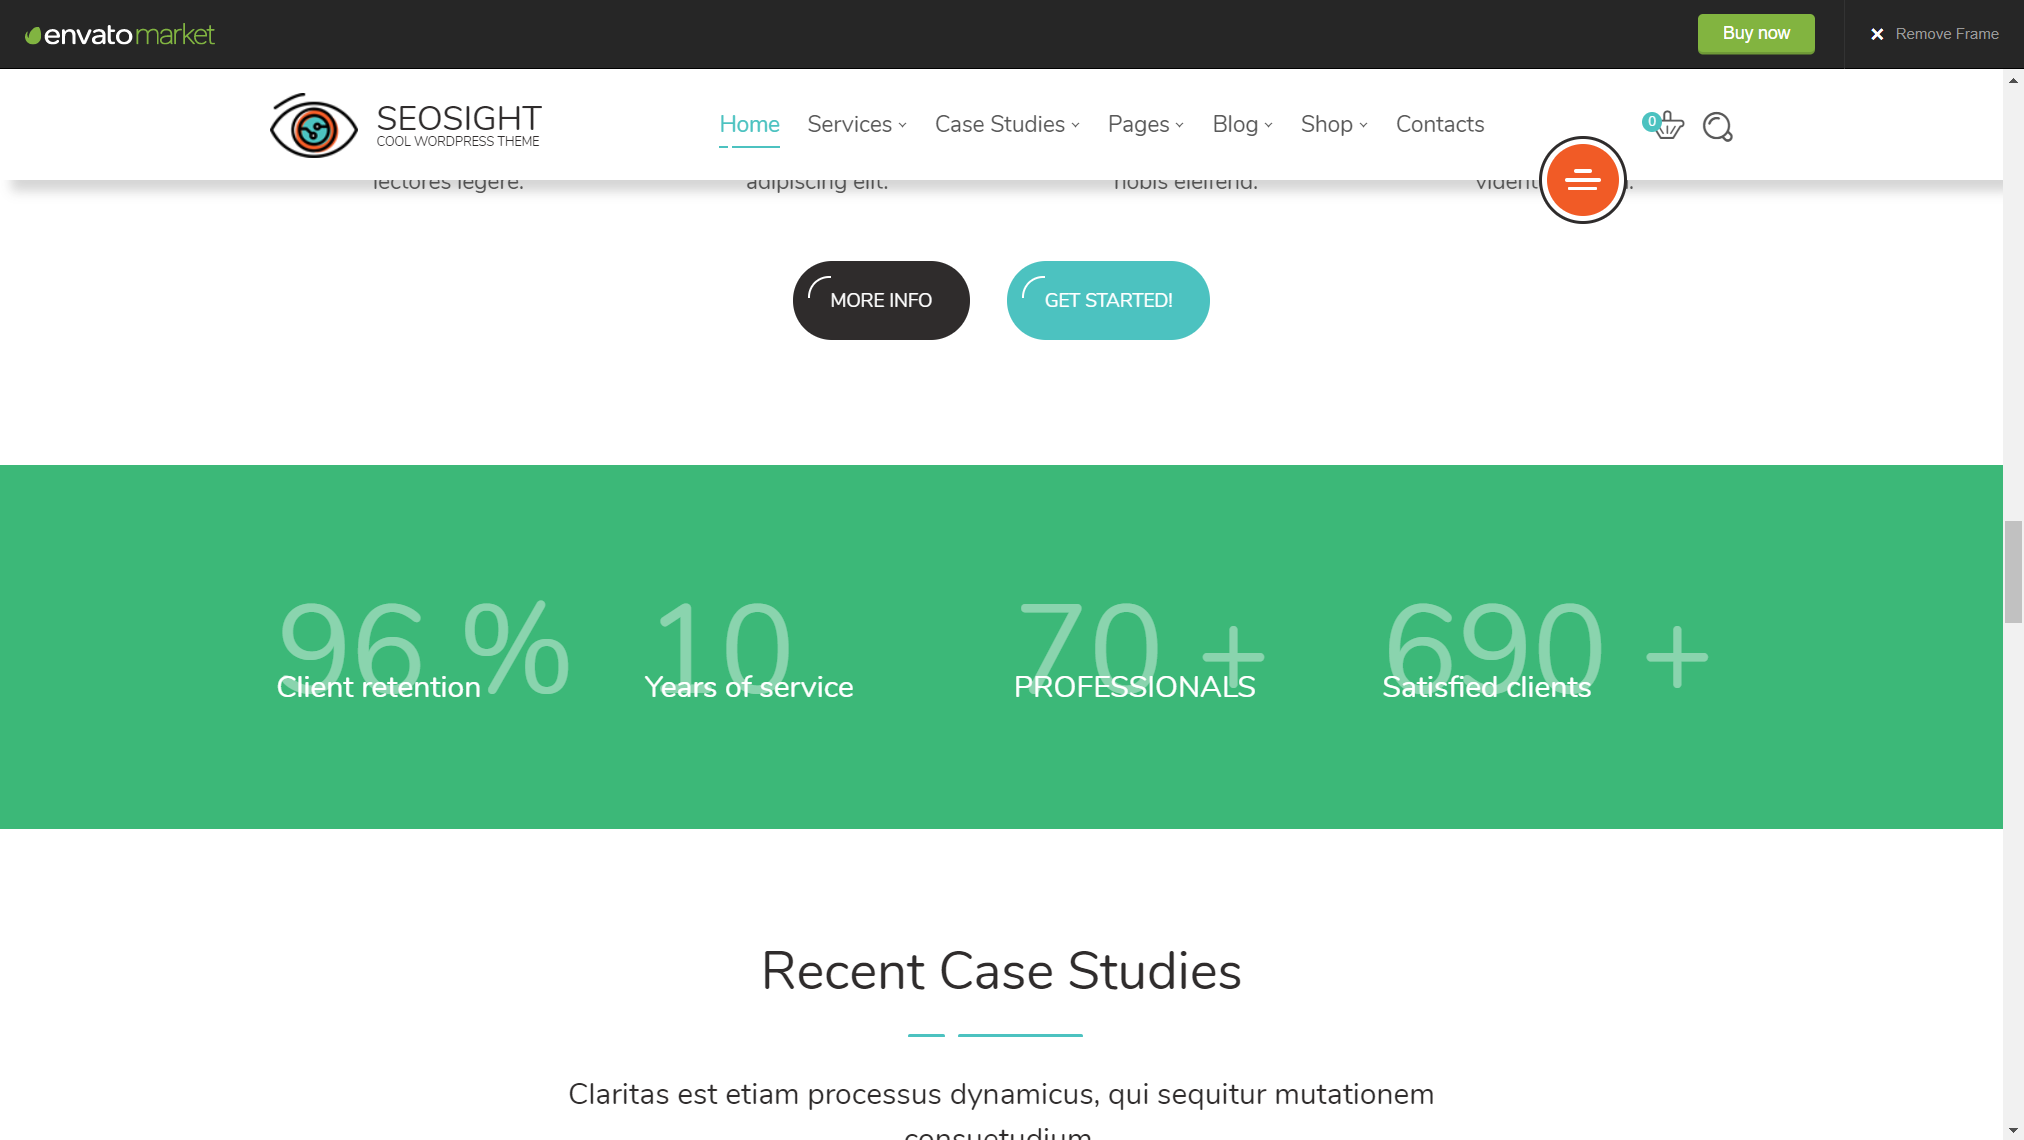 envatomarket
Buy now
Remove Frame
SEOSIGHT
COOL WORDPRESS THEME
Home Services Case Studies Pages Blog Shop Contacts
0
lectores legere. adipiscing elit. nobis eleifend. vident
MORE INFO GET STARTED!
96 % 10 70 + 690 +
Client retention Years of service PROFESSIONALS Satisfied clients
Recent Case Studies
Claritas est etiam processus dynamicus, qui sequitur mutationem
consuetudium